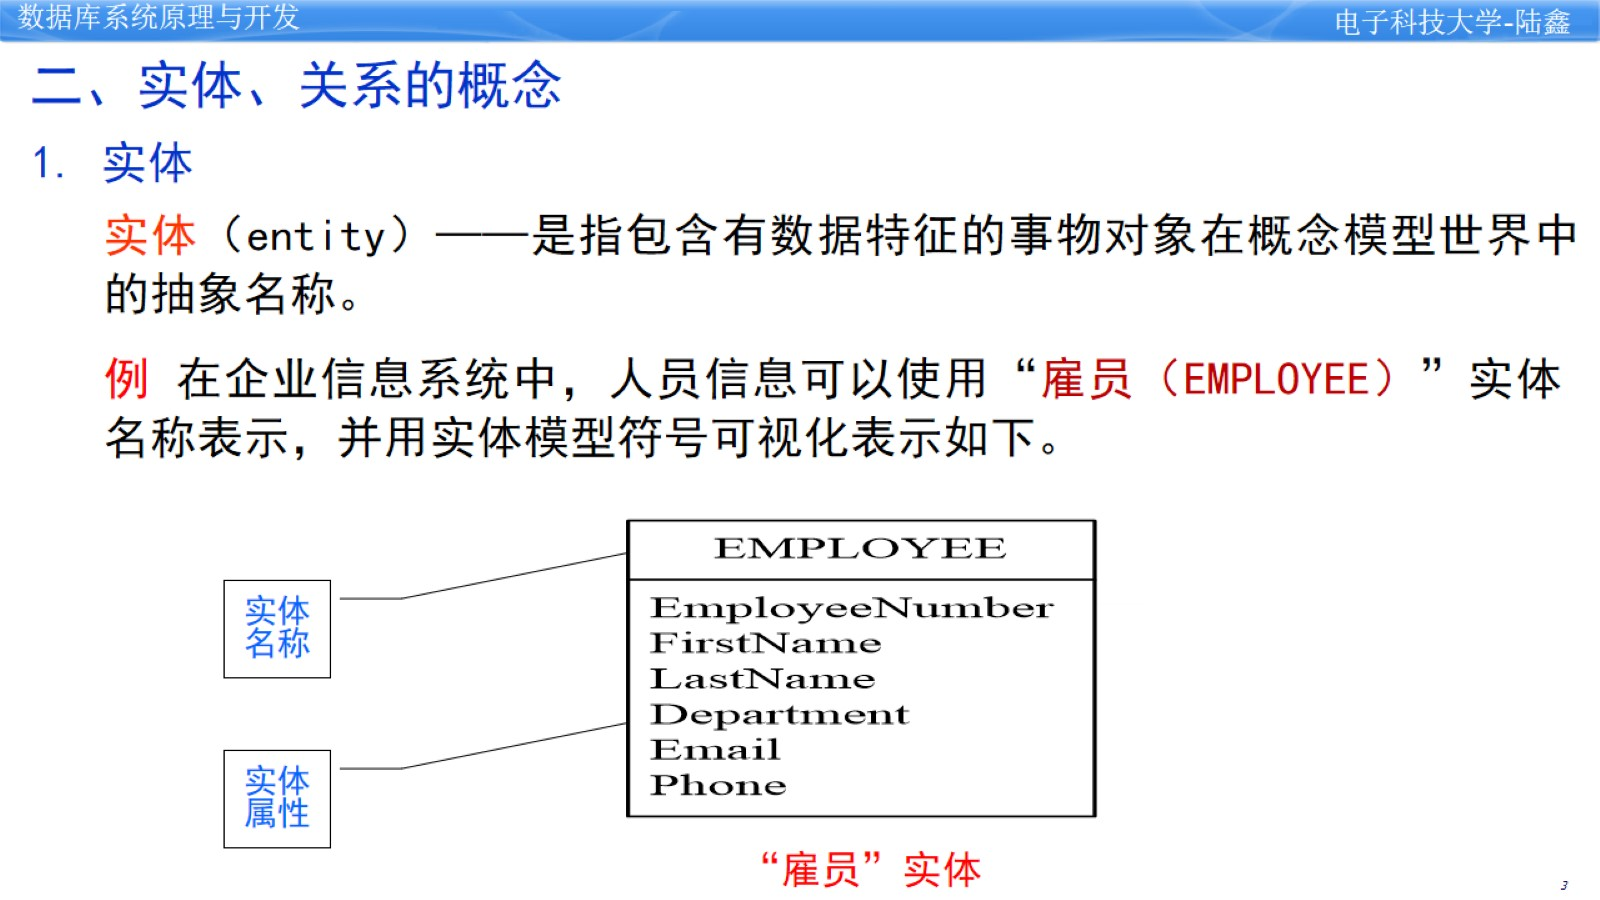 数据库系统原理与开发
电子科技大学-陆鑫
二、实体、关系的概念
1. 实体
实体（entity）——是指包含有数据特征的事物对象在概念模型世界中
的抽象名称。
例 在企业信息系统中，人员信息可以使用“雇员（EMPLOYEE）”实体
名称表示，并用实体模型符号可视化表示如下。
EMPLOYEE
实体
名称
EmployeeNumber
FirstName
LastName
Department
Email
Phone
实体
属性
“雇员”实体
3